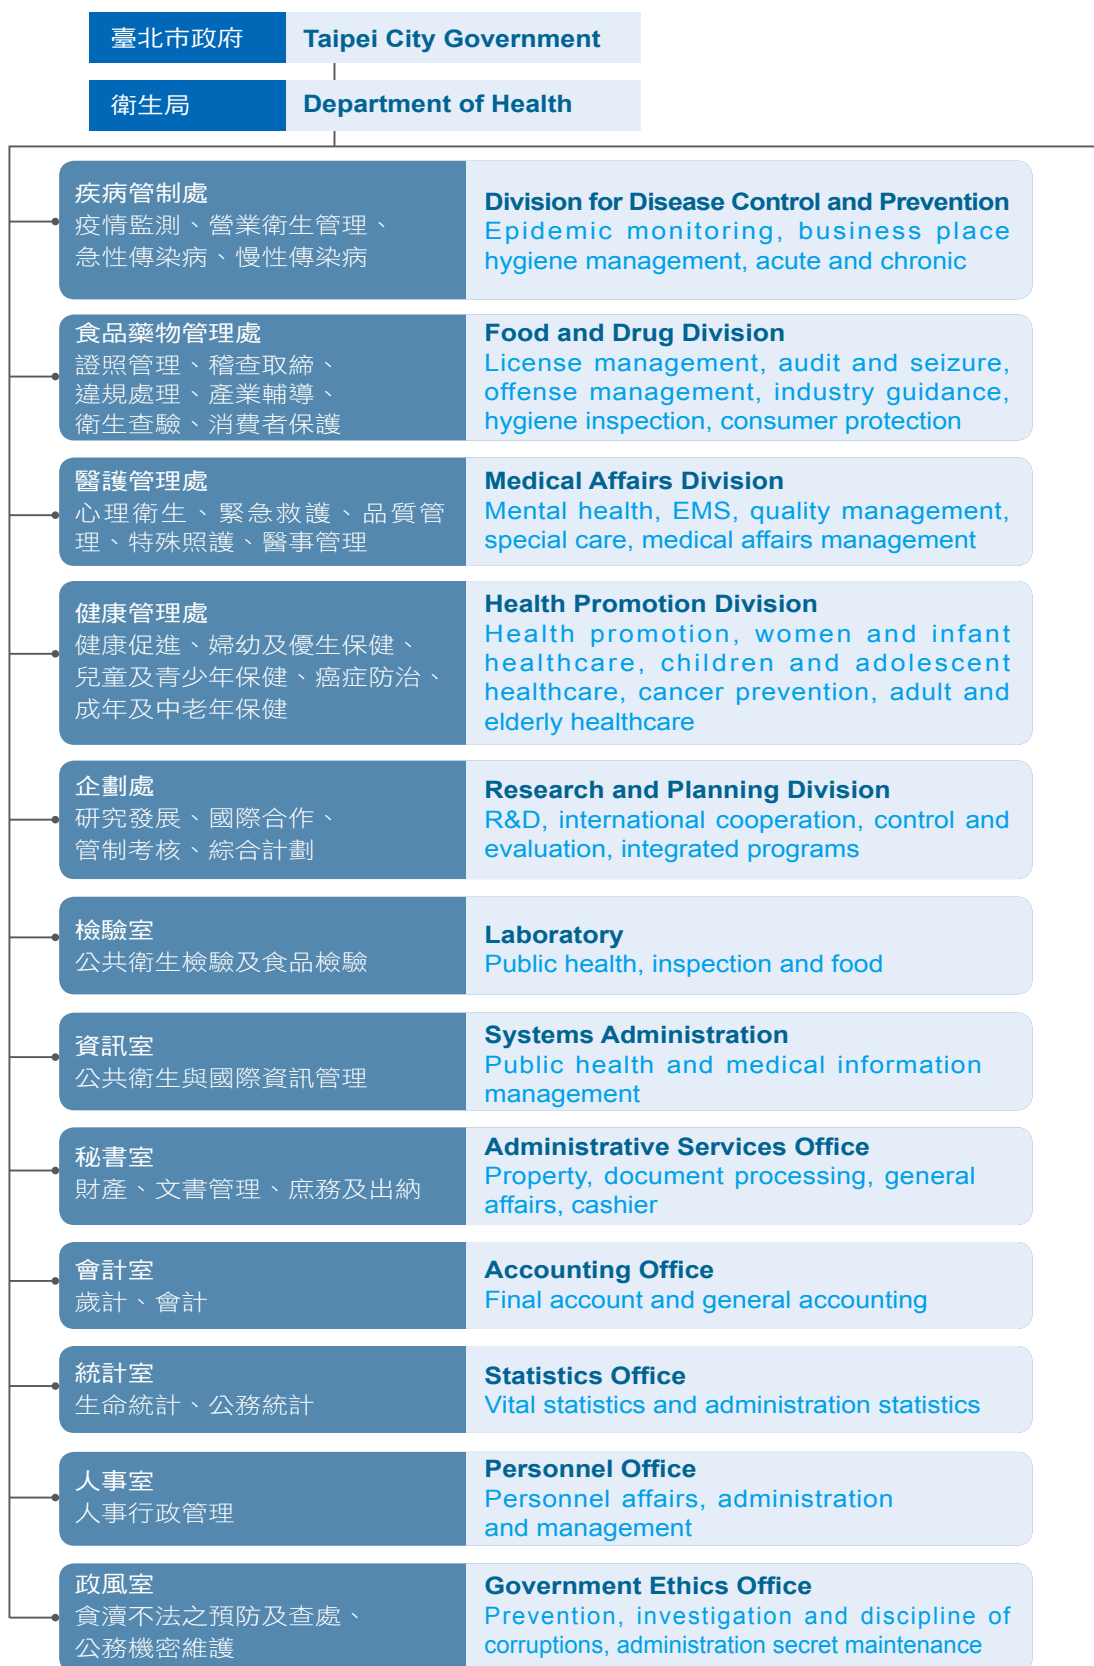 臺北市政府
Taipei City Government
衛生局
Department of Health
疾病管制處
疫情監測、營業衛生管理、
急性傳染病、慢性傳染病
Division for Disease Control and Prevention
Epidemic monitoring, business place
hygiene management, acute and chronic
食品藥物管理處
證照管理、稽查取締、
違規處理、產業輔導、
衛生查驗、消費者保護
Food and Drug Division
License management, audit and seizure,
offense management, industry guidance,
hygiene inspection, consumer protection
醫護管理處
心理衛生、緊急救護、品質管
理、特殊照護、醫事管理
Medical Affairs Division
Mental health, EMS, quality management,
special care, medical affairs management
健康管理處
健康促進、婦幼及優生保健、
兒童及青少年保健、癌症防治、
成年及中老年保健
Health Promotion Division
Health promotion, women and infant
healthcare, children and adolescent
healthcare, cancer prevention, adult and
elderly healthcare
企劃處
研究發展、國際合作、
管制考核、綜合計劃
Research and Planning Division
R&D, international cooperation, control and
evaluation, integrated programs
檢驗室
公共衛生檢驗及食品檢驗
Laboratory
Public health, inspection and food
資訊室
公共衛生與國際資訊管理
Systems Administration
Public health and medical information
management
秘書室
財產、文書管理、庶務及出納
Administrative Services Office
Property, document processing, general
affairs, cashier
會計室
歲計、會計
Accounting Office
Final account and general accounting
統計室
生命統計、公務統計
Statistics Office
Vital statistics and administration statistics
人事室
人事行政管理
Personnel Office
Personnel affairs, administration
and management
政風室
貪瀆不法之預防及查處、
公務機密維護
Government Ethics Office
Prevention, investigation and discipline of
corruptions, administration secret maintenance